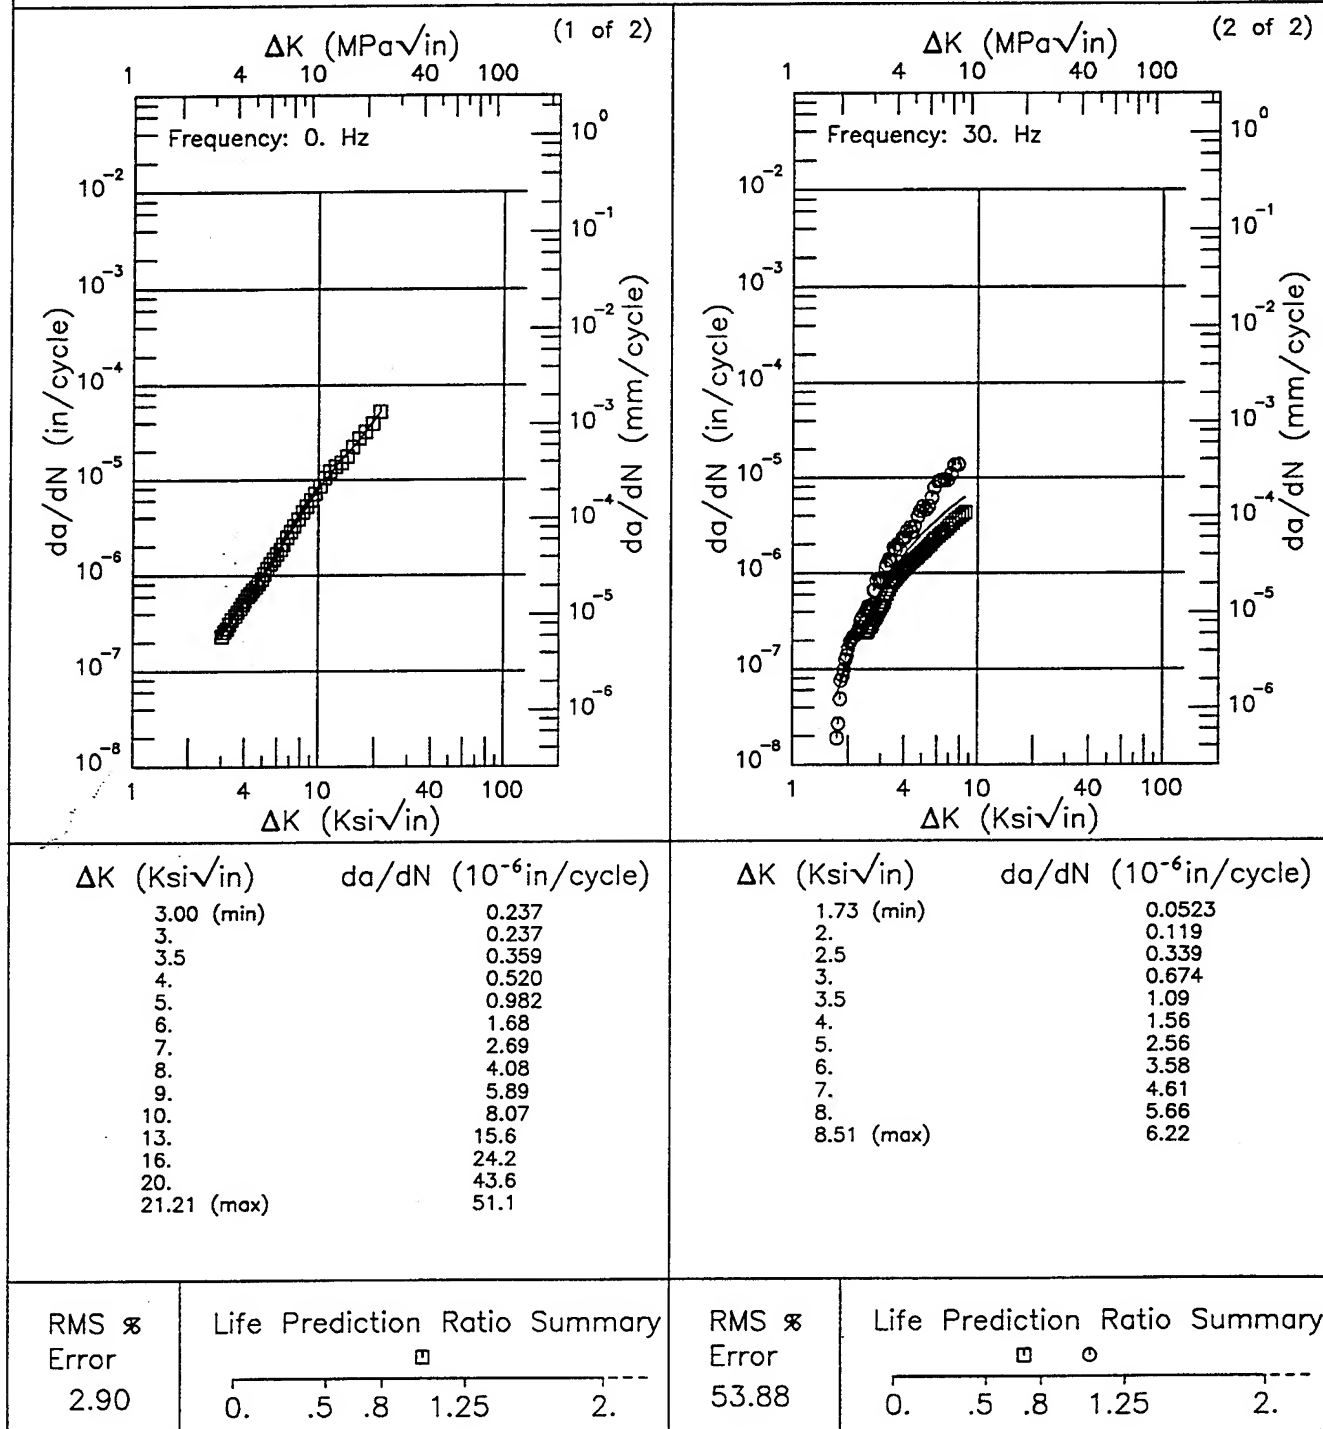 (1 of 2)
ΔK (MPa√in)
1 4 10 40 100
Frequency: 0. Hz
da/dN (in/cycle)
10⁻²
10⁻³
10⁻⁴
10⁻⁵
10⁻⁶
10⁻⁷
10⁻⁸
da/dN (mm/cycle)
10⁰
10⁻¹
10⁻²
10⁻³
10⁻⁴
10⁻⁵
10⁻⁶
1 4 10 40 100
ΔK (Ksi√in)
ΔK (Ksi√in) da/dN (10⁻⁶in/cycle)
3.00 (min) 0.237
3. 0.237
3.5 0.359
4. 0.520
5. 0.982
6. 1.68
7. 2.69
8. 4.08
9. 5.89
10. 8.07
13. 15.6
16. 24.2
20. 43.6
21.21 (max) 51.1
RMS %
Error
2.90
Life Prediction Ratio Summary
0. .5 .8 1.25 2.
(2 of 2)
ΔK (MPa√in)
1 4 10 40 100
Frequency: 30. Hz
da/dN (in/cycle)
10⁻²
10⁻³
10⁻⁴
10⁻⁵
10⁻⁶
10⁻⁷
10⁻⁸
da/dN (mm/cycle)
10⁰
10⁻¹
10⁻²
10⁻³
10⁻⁴
10⁻⁵
10⁻⁶
1 4 10 40 100
ΔK (Ksi√in)
ΔK (Ksi√in) da/dN (10⁻⁶in/cycle)
1.73 (min) 0.0523
2. 0.119
2.5 0.339
3. 0.674
3.5 1.09
4. 1.56
5. 2.56
6. 3.58
7. 4.61
8. 5.66
8.51 (max) 6.22
RMS %
Error
53.88
Life Prediction Ratio Summary
0. .5 .8 1.25 2.